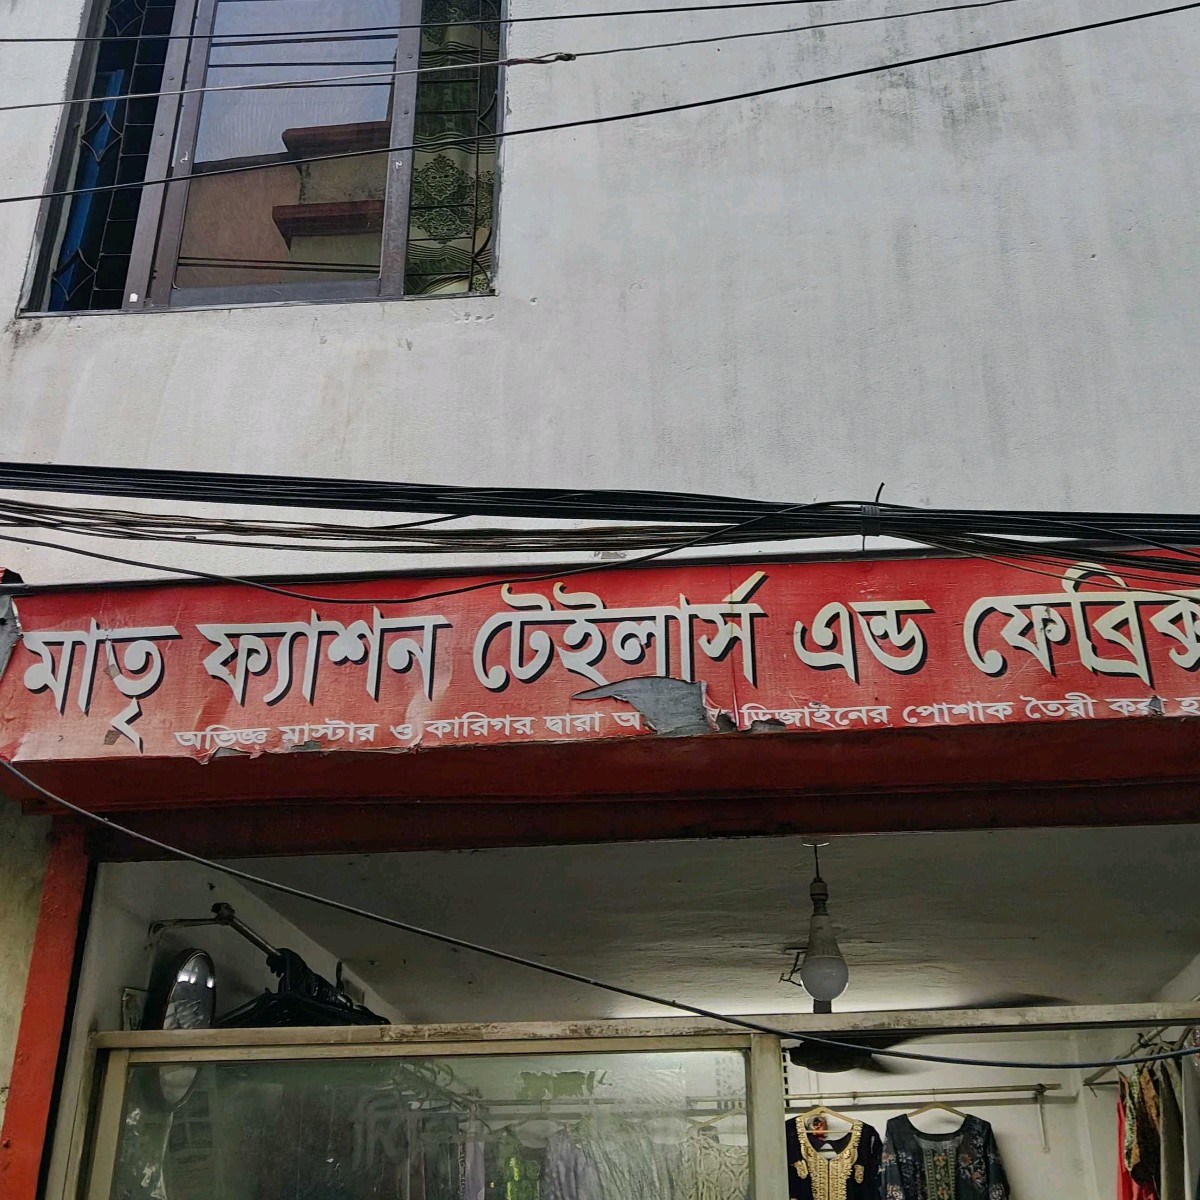 মাতৃ ফ্যাশন টেইলার্স এন্ড ফেব্রিক্স
অভিজ্ঞ মাস্টার ও কারিগর দ্বারা ডিজাইনের পোশাক তৈরী করা